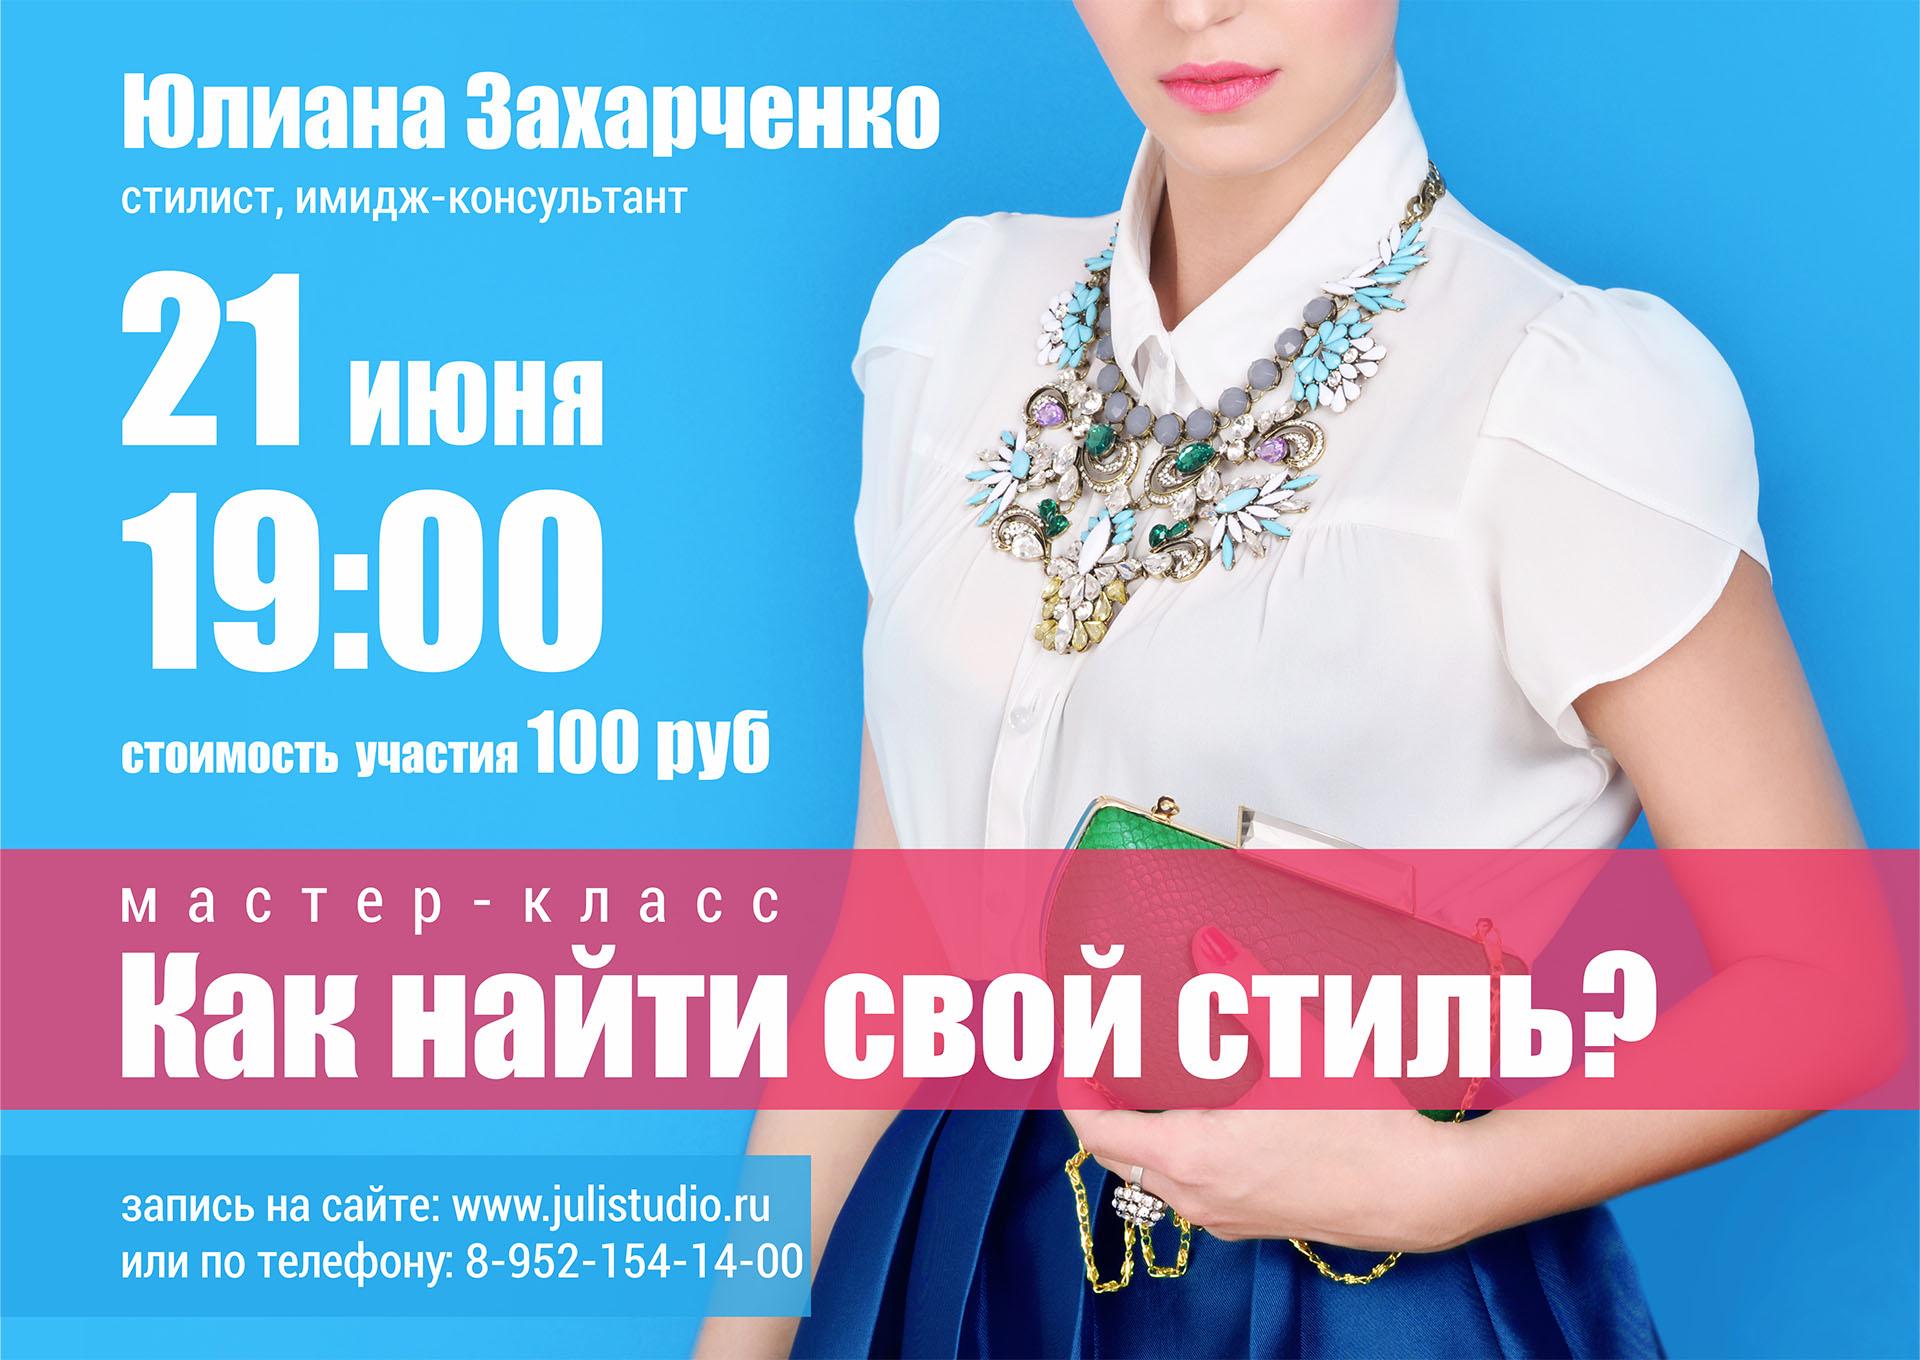 Юлиана Захарченко
стилист, имидж-консультант
21 июня
19:00
стоимость участия 100 руб
мастер-класс
Как найти свой стиль?
запись на сайте: www.julistudio.ru
или по телефону: 8-952-154-14-00